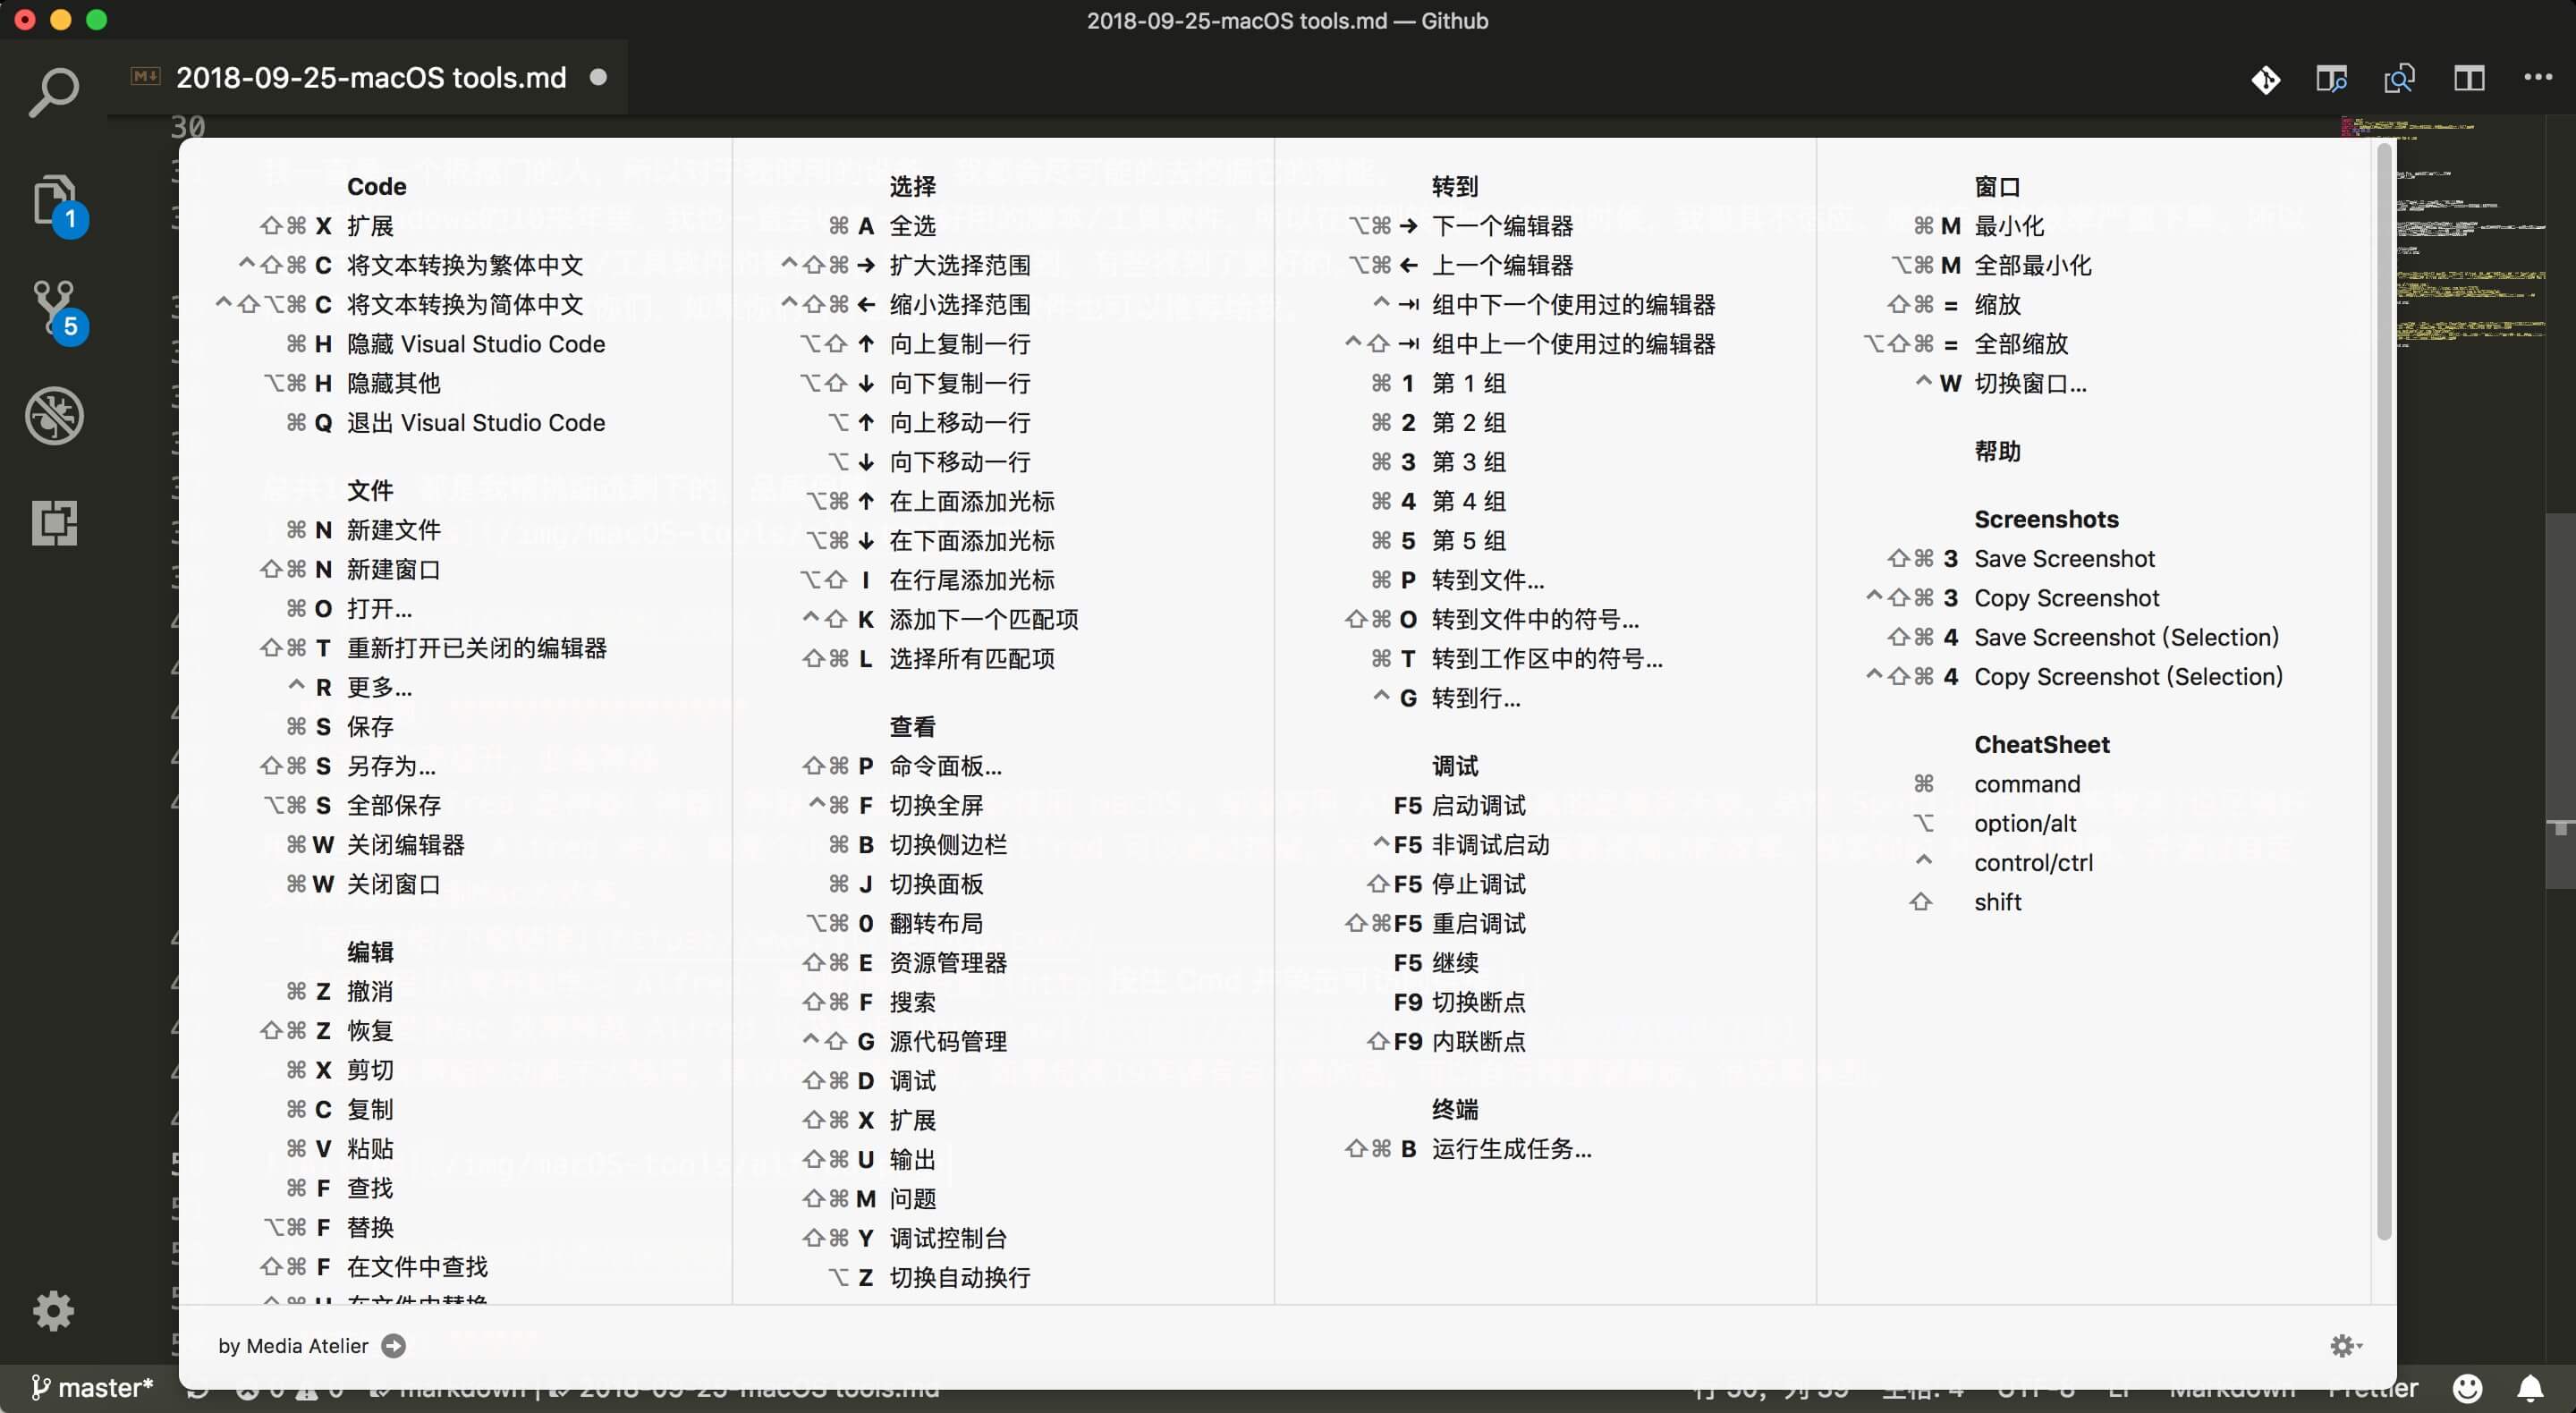 2018-09-25-macOS tools.md — Github
2018-09-25-macOS tools.md
30
Code
⇧⌘ X 扩展
^⇧⌘ C 将文本转换为繁体中文
^⇧⌥⌘ C 将文本转换为简体中文
⌘ H 隐藏 Visual Studio Code
⌥⌘ H 隐藏其他
⌘ Q 退出 Visual Studio Code
文件
⌘ N 新建文件
⇧⌘ N 新建窗口
⌘ O 打开...
⇧⌘ T 重新打开已关闭的编辑器
^ R 更多...
⌘ S 保存
⇧⌘ S 另存为...
⌥⌘ S 全部保存
⌘ W 关闭编辑器
⌘ W 关闭窗口
编辑
⌘ Z 撤消
⇧⌘ Z 恢复
⌘ X 剪切
⌘ C 复制
⌘ V 粘贴
⌘ F 查找
⌥⌘ F 替换
⇧⌘ F 在文件中查找
选择
⌘ A 全选
^⇧⌘ → 扩大选择范围
^⇧⌘ ← 缩小选择范围
⌥⇧ ↑ 向上复制一行
⌥⇧ ↓ 向下复制一行
⌥ ↑ 向上移动一行
⌥ ↓ 向下移动一行
⌥⌘ ↑ 在上面添加光标
⌥⌘ ↓ 在下面添加光标
⌥⇧ I 在行尾添加光标
^⇧ K 添加下一个匹配项
⇧⌘ L 选择所有匹配项
查看
⇧⌘ P 命令面板...
^⌘ F 切换全屏
⌘ B 切换侧边栏
⌘ J 切换面板
⌥⌘ 0 翻转布局
⇧⌘ E 资源管理器
⇧⌘ F 搜索
^⇧ G 源代码管理
⇧⌘ D 调试
⇧⌘ X 扩展
⇧⌘ U 输出
⇧⌘ M 问题
⇧⌘ Y 调试控制台
⌥ Z 切换自动换行
转到
⌥⌘ → 下一个编辑器
⌥⌘ ← 上一个编辑器
^ ⇥ 组中下一个使用过的编辑器
^⇧ ⇥ 组中上一个使用过的编辑器
⌘ 1 第 1 组
⌘ 2 第 2 组
⌘ 3 第 3 组
⌘ 4 第 4 组
⌘ 5 第 5 组
⌘ P 转到文件...
⇧⌘ O 转到文件中的符号...
⌘ T 转到工作区中的符号...
^ G 转到行...
调试
F5 启动调试
^F5 非调试启动
⇧F5 停止调试
⇧⌘F5 重启调试
F5 继续
F9 切换断点
⇧F9 内联断点
终端
⇧⌘ B 运行生成任务...
窗口
⌘ M 最小化
⌥⌘ M 全部最小化
⇧⌘ = 缩放
⌥⇧⌘ = 全部缩放
^ W 切换窗口...
帮助
Screenshots
⇧⌘ 3 Save Screenshot
^⇧⌘ 3 Copy Screenshot
⇧⌘ 4 Save Screenshot (Selection)
^⇧⌘ 4 Copy Screenshot (Selection)
CheatSheet
⌘ command
⌥ option/alt
^ control/ctrl
⇧ shift
by Media Atelier
1
5
master*
markdown | 2018-09-25-macOS tools.md
UTF-8 LF Markdown Prettier